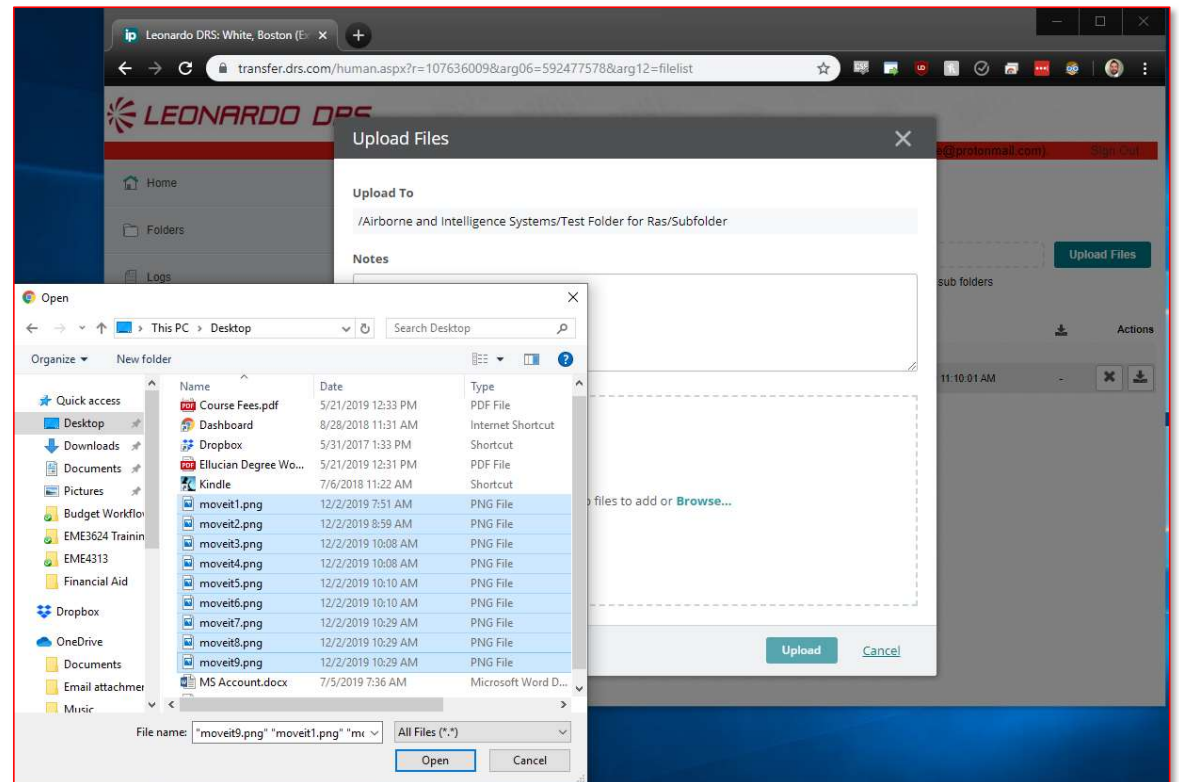 ip Leonardo DRS: White, Boston (Ex
transfer.drs.com/human.aspx?r=107636009&arg06=592477578&arg12=filelist
LEONARDO DRS
Upload Files
@protonmail.com) Sign Out
Home
Folders
Logs
Upload To
/Airborne and Intelligence Systems/Test Folder for Ras/Subfolder
Notes
Upload Files
sub folders
Actions
11:10:01 AM -
files to add or Browse...
Upload Cancel
Open
This PC > Desktop
Search Desktop
Organize New folder
Name Date Type
Quick access
Desktop
Downloads
Documents
Pictures
Budget Workflov
EME3624 Trainin
EME4313
Financial Aid
Dropbox
OneDrive
Documents
Email attachmer
Music
Course Fees.pdf 5/21/2019 12:33 PM PDF File
Dashboard 8/28/2018 11:31 AM Internet Shortcut
Dropbox 5/31/2017 1:33 PM Shortcut
Ellucian Degree Wo... 5/21/2019 12:31 PM PDF File
Kindle 7/6/2018 11:22 AM Shortcut
moveit1.png 12/2/2019 7:51 AM PNG File
moveit2.png 12/2/2019 8:59 AM PNG File
moveit3.png 12/2/2019 10:08 AM PNG File
moveit4.png 12/2/2019 10:08 AM PNG File
moveit5.png 12/2/2019 10:10 AM PNG File
moveit6.png 12/2/2019 10:10 AM PNG File
moveit7.png 12/2/2019 10:29 AM PNG File
moveit8.png 12/2/2019 10:29 AM PNG File
moveit9.png 12/2/2019 10:29 AM PNG File
MS Account.docx 7/5/2019 7:36 AM Microsoft Word D...
File name: "moveit9.png" "moveit1.png" "mo All Files (*.*)
Open Cancel